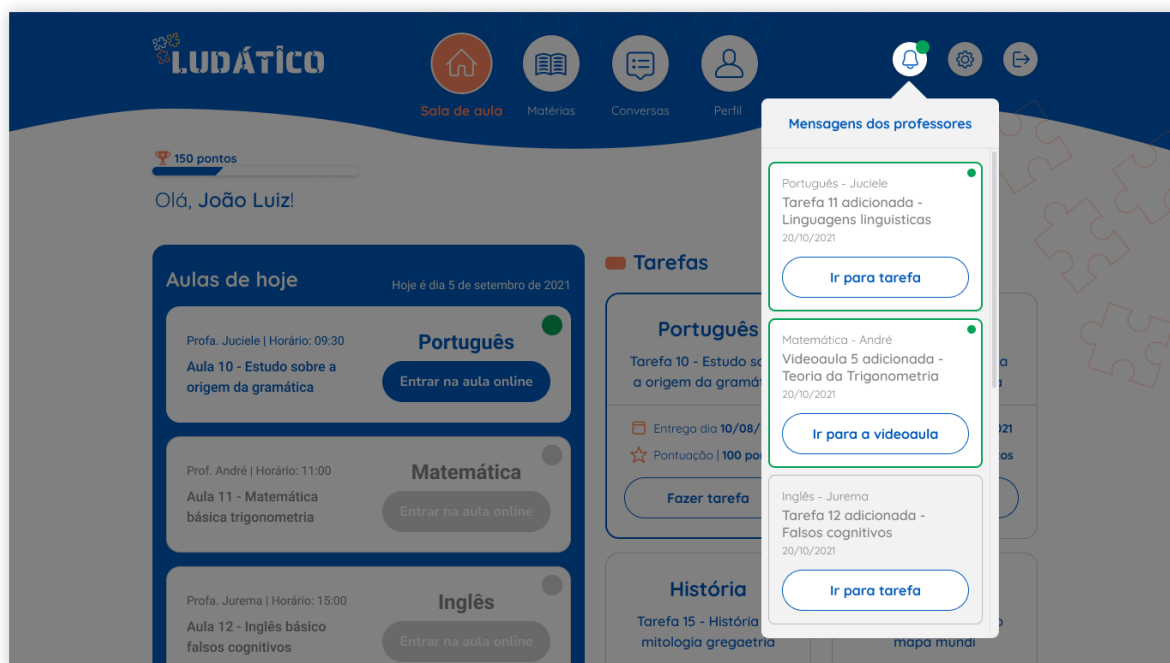 LUDÁTÎCO
Sala de aula
Matérias
Conversas
Perfil
150 pontos
Olá, João Luiz!
Aulas de hoje
Hoje é dia 5 de setembro de 2021
Profa. Juciele | Horário: 09:30
Português
Aula 10 - Estudo sobre a
origem da gramática
Entrar na aula online
Prof. André | Horário: 11:00
Matemática
Aula 11 - Matemática
básica trigonometria
Entrar na aula online
Profa. Jurema | Horário: 15:00
Inglês
Aula 12 - Inglês básico
falsos cognitivos
Entrar na aula online
Tarefas
Português
Tarefa 10 - Estudo
a origem da
Entrega dia 10/08/
Pontuação | 100
Fazer tarefa
História
Tarefa 15 - História
mitologia gregaetria
mapa mundi
Mensagens dos professores
Português - Juciele
Tarefa 11 adicionada -
Linguagens linguisticas
20/10/2021
Ir para tarefa
Matemática - André
Videoaula 5 adicionada -
Teoria da Trigonometria
20/10/2021
Ir para a videoaula
Inglês - Jurema
Tarefa 12 adicionada -
Falsos cognitivos
20/10/2021
Ir para tarefa